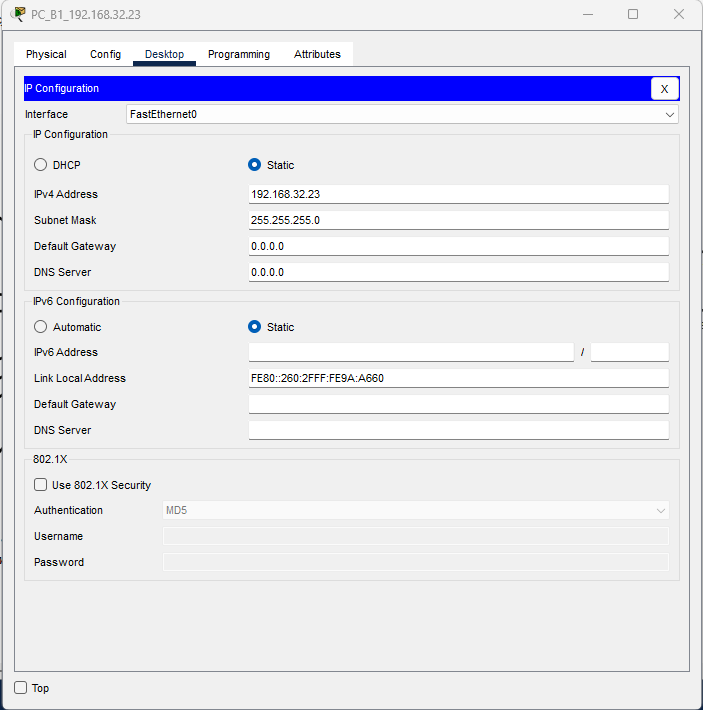 PC_B1_192.168.32.23
Physical Config Desktop Programming Attributes
IP Configuration X
Interface FastEthernet0
IP Configuration
DHCP Static
IPv4 Address 192.168.32.23
Subnet Mask 255.255.255.0
Default Gateway 0.0.0.0
DNS Server 0.0.0.0
IPv6 Configuration
Automatic Static
IPv6 Address /
Link Local Address FE80::260:2FFF:FE9A:A660
Default Gateway
DNS Server
802.1X
Use 802.1X Security
Authentication MD5
Username
Password
Top